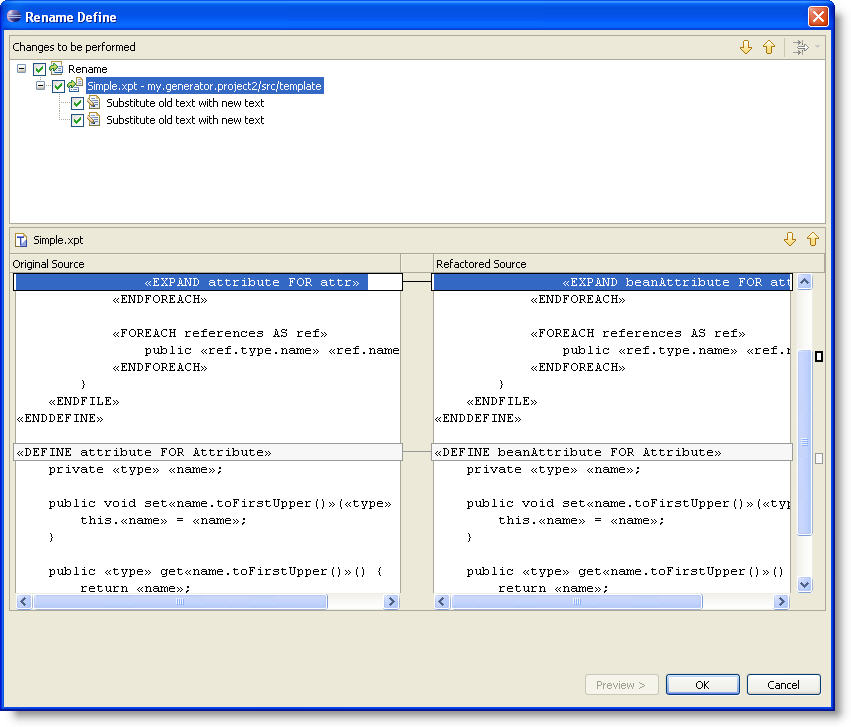 Rename Define
Changes to be performed
Rename
Simple.xpt - my.generator.project2/src/template
Substitute old text with new text
Substitute old text with new text
Simple.xpt
Original Source
«EXPAND attribute FOR attr»
«ENDFOREACH»
«FOREACH references AS ref»
public «ref.type.name» «ref.name
«ENDFOREACH»
}
«ENDFILE»
«ENDDEFINE»
«DEFINE attribute FOR Attribute»
private «type» «name»;
public void set«name.toFirstUpper()»(«type»
this.«name» = «name»;
}
public «type» get«name.toFirstUpper()»() {
return «name»;
Refactored Source
«EXPAND beanAttribute FOR att
«ENDFOREACH»
«FOREACH references AS ref»
public «ref.type.name» «ref.n
«ENDFOREACH»
}
«ENDFILE»
«ENDDEFINE»
«DEFINE beanAttribute FOR Attribute»
private «type» «name»;
public void set«name.toFirstUpper()»(«typ
this.«name» = «name»;
}
public «type» get«name.toFirstUpper()»()
return «name»;
Preview >
OK
Cancel